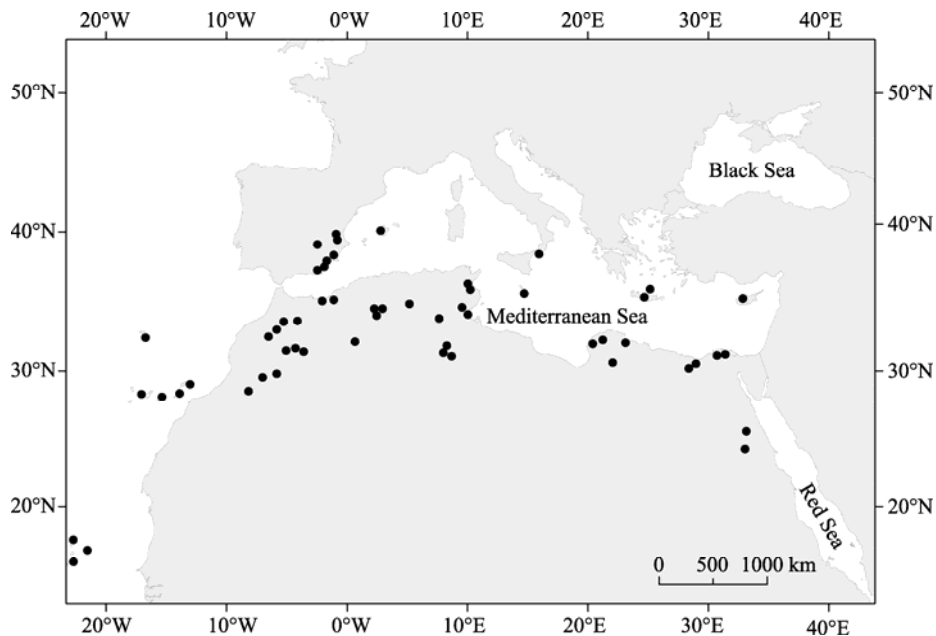 20°W 10°W 0°W 10°E 20°E 30°E 40°E
50°N 50°N
Black Sea
40°N 40°N
Mediterranean Sea
30°N 30°N
Red Sea
20°N 20°N
0 500 1000 km
20°W 10°W 0°W 10°E 20°E 30°E 40°E